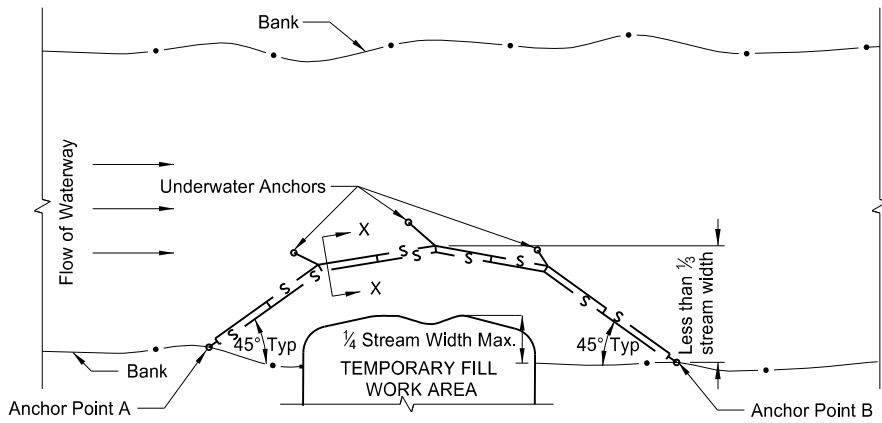 Bank
Flow of Waterway
Underwater Anchors
X
X
S
S
S
S
S
S
S
S
S
S
Less than ⅓
stream width
45° Typ
¼ Stream Width Max.
45° Typ
TEMPORARY FILL
WORK AREA
Bank
Anchor Point A
Anchor Point B